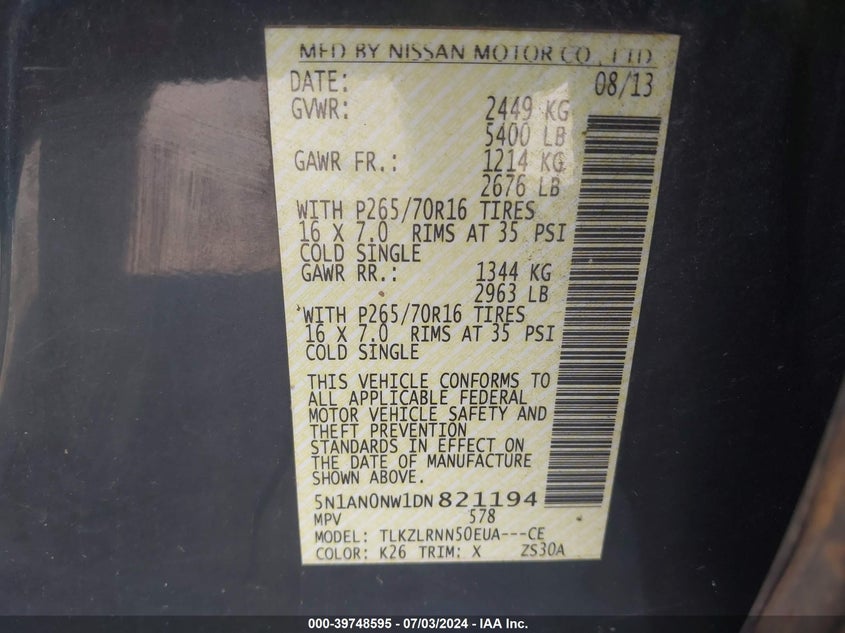 MFD BY NISSAN MOTOR CO., LTD.
DATE: 08/13
GVWR: 2449 KG
5400 LB
GAWR FR.: 1214 KG
2676 LB
WITH P265/70R16 TIRES
16 X 7.0 RIMS AT 35 PSI
COLD SINGLE
GAWR RR.: 1344 KG
2963 LB
WITH P265/70R16 TIRES
16 X 7.0 RIMS AT 35 PSI
COLD SINGLE
THIS VEHICLE CONFORMS TO
ALL APPLICABLE FEDERAL
MOTOR VEHICLE SAFETY AND
THEFT PREVENTION
STANDARDS IN EFFECT ON
THE DATE OF MANUFACTURE
SHOWN ABOVE.
5N1AN0NW1DN821194
MPV 578
MODEL: TLKZLRNN50EUA---CE
COLOR: K26 TRIM: X ZS30A
000-39748595 - 07/03/2024 - IAA Inc.